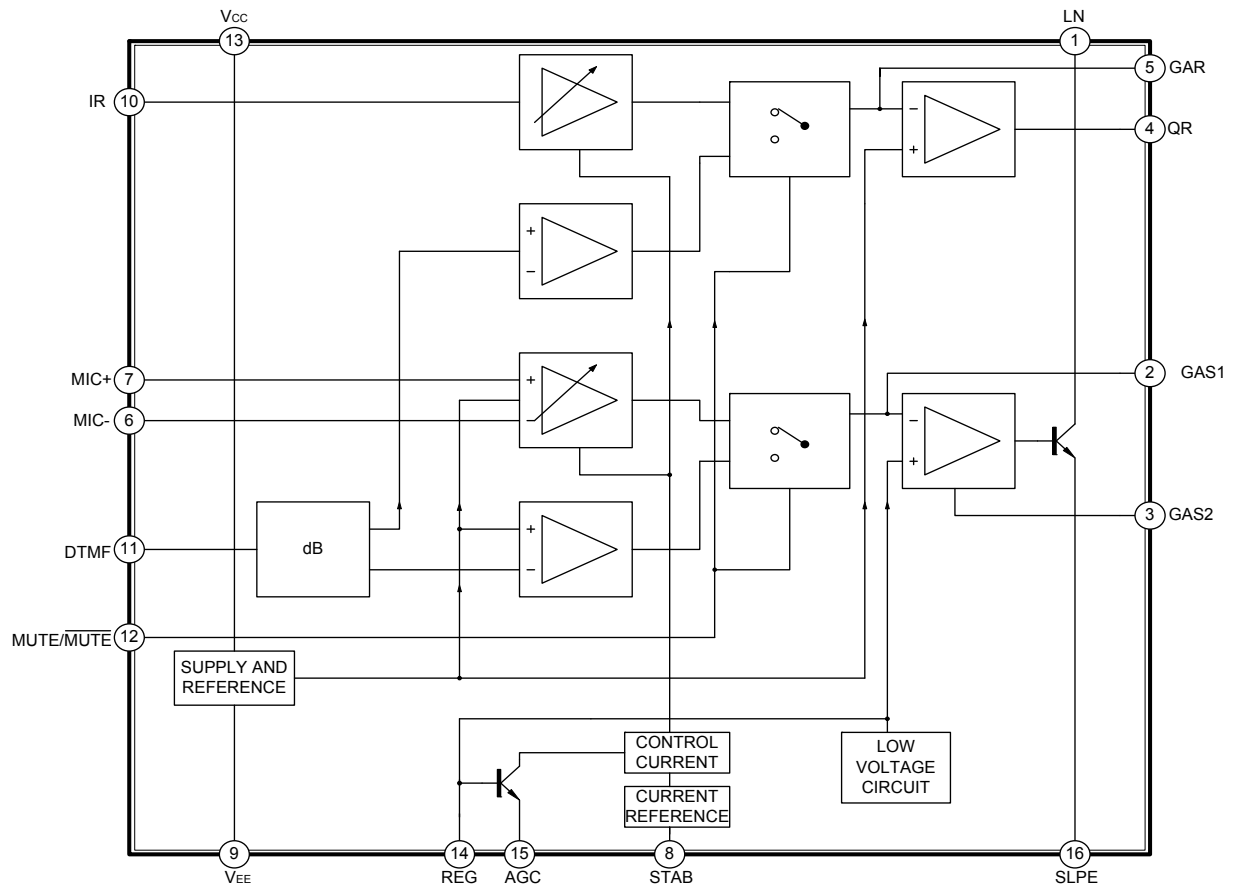 VCC
LN
13
1
5
GAR
IR
10
4
QR
−
+
+
−
MIC+
7
2
GAS1
MIC-
6
+
−
−
+
3
GAS2
DTMF
11
dB
+
−
MUTE/MUTE
12
SUPPLY AND
REFERENCE
CONTROL
CURRENT
LOW
VOLTAGE
CIRCUIT
CURRENT
REFERENCE
9
14
15
8
16
VEE
REG
AGC
STAB
SLPE